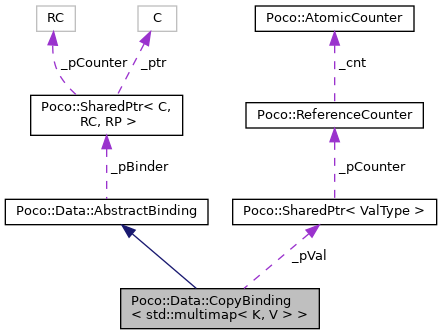 RC
C
Poco::AtomicCounter
_pCounter
_ptr
_cnt
Poco::SharedPtr< C,
RC, RP >
Poco::ReferenceCounter
_pBinder
_pCounter
Poco::Data::AbstractBinding
Poco::SharedPtr< ValType >
_pVal
Poco::Data::CopyBinding
< std::multimap< K, V > >